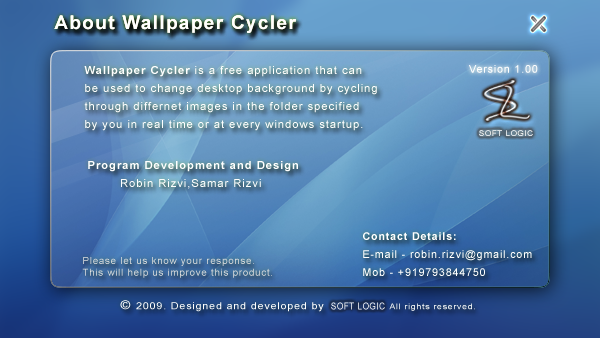 About Wallpaper Cycler
Wallpaper Cycler is a free application that can
be used to change desktop background by cycling
through differnet images in the folder specified
by you in real time or at every windows startup.
Version 1.00
SOFT LOGIC
Program Development and Design
Robin Rizvi,Samar Rizvi
Contact Details:
E-mail - robin.rizvi@gmail.com
Mob - +919793844750
Please let us know your response.
This will help us improve this product.
© 2009. Designed and developed by SOFT LOGIC All rights reserved.